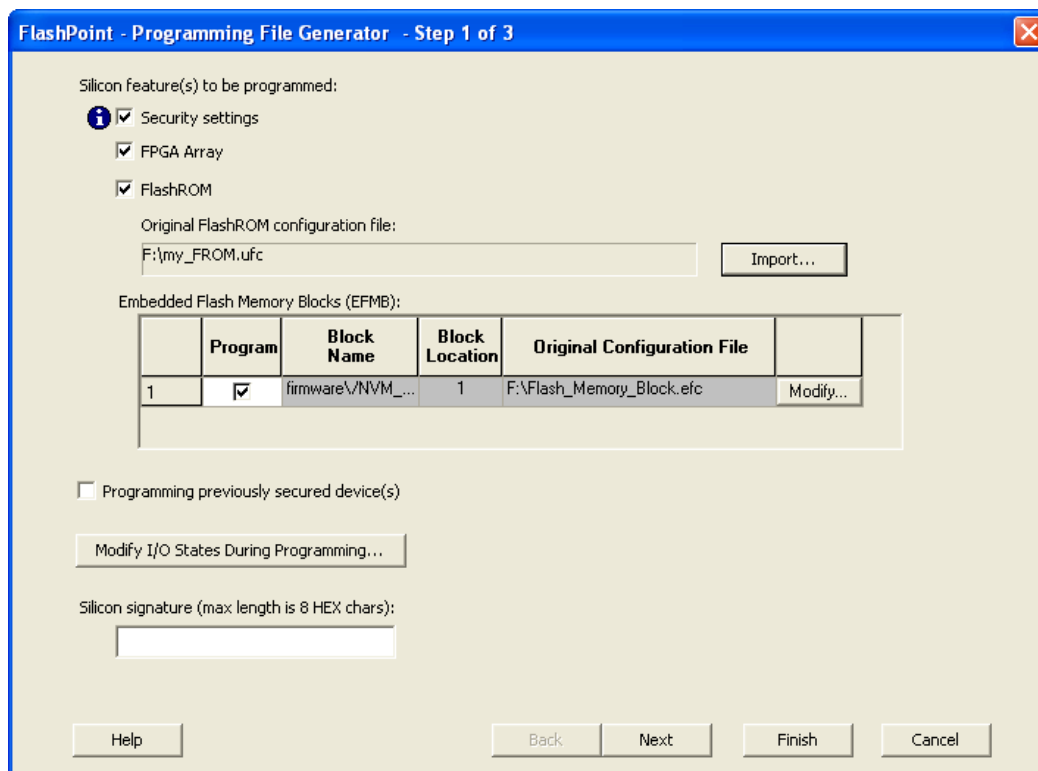 FlashPoint - Programming File Generator - Step 1 of 3
Silicon feature(s) to be programmed:
Security settings
FPGA Array
FlashROM
Original FlashROM configuration file:
F:\my_FROM.ufc
Import...
Embedded Flash Memory Blocks (EFMB):
Program Block Name Block Location Original Configuration File
1 firmware\/NVM_... 1 F:\Flash_Memory_Block.efc Modify...
Programming previously secured device(s)
Modify I/O States During Programming...
Silicon signature (max length is 8 HEX chars):
Help Back Next Finish Cancel